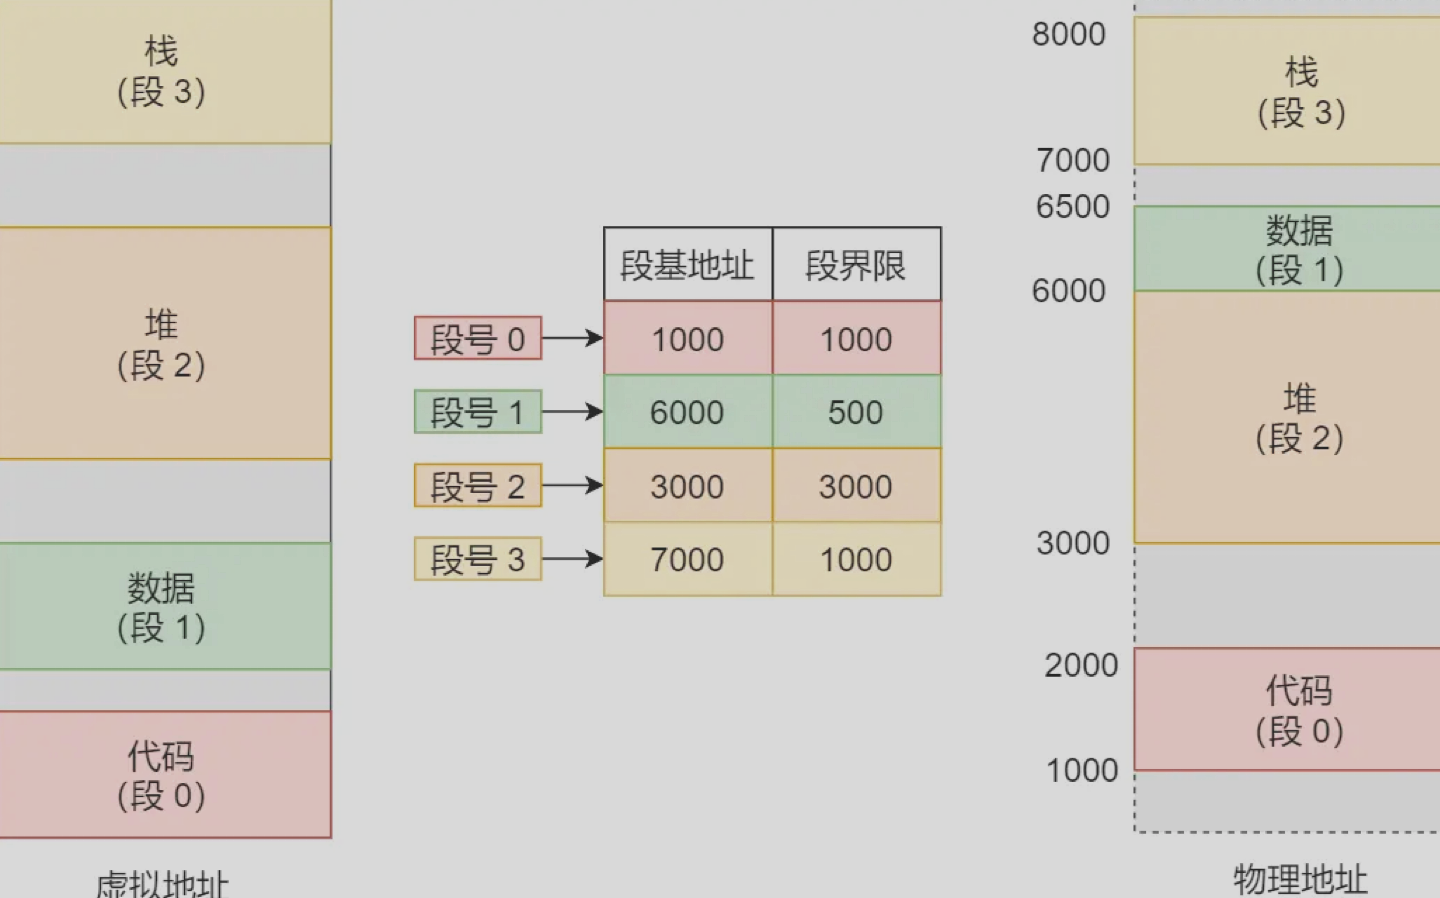 栈
（段 3）
堆
（段 2）
数据
（段 1）
代码
（段 0）
虚拟地址
段基地址 段界限
段号 0 1000 1000
段号 1 6000 500
段号 2 3000 3000
段号 3 7000 1000
8000
栈
（段 3）
7000
6500
数据
（段 1）
6000
堆
（段 2）
3000
2000
代码
（段 0）
1000
物理地址